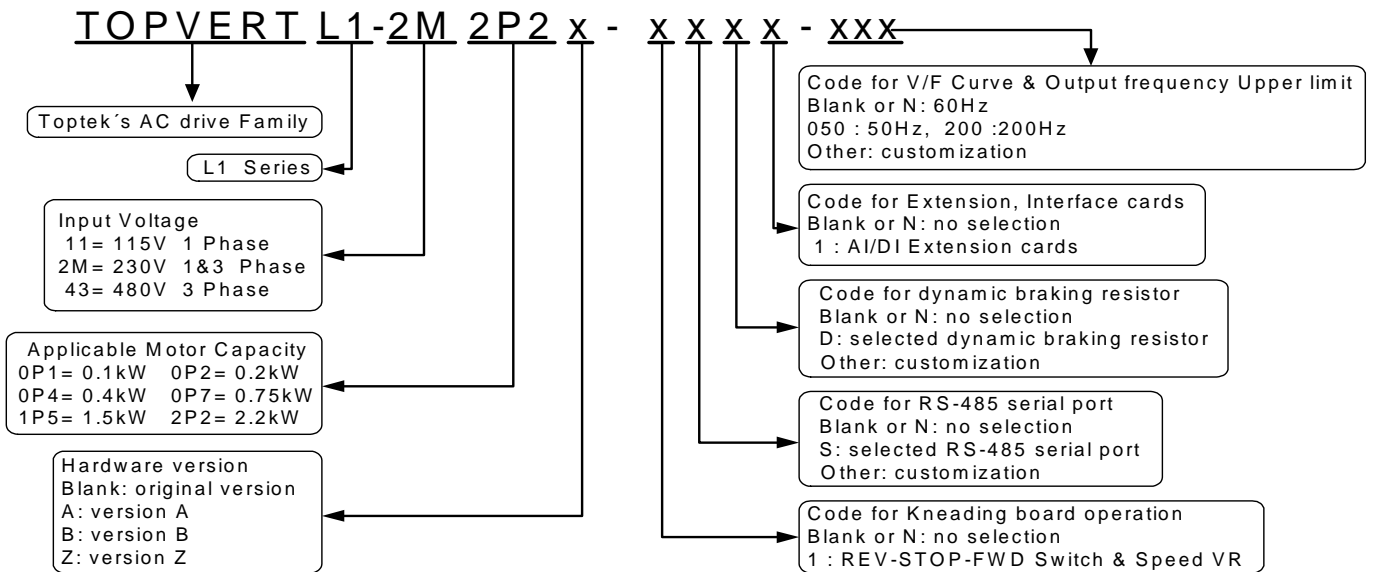 TOPVERT L1-2M 2P2 x - x x x x - xxx
Toptek´s AC drive Family
L1 Series
Input Voltage
11= 115V 1 Phase
2M= 230V 1&3 Phase
43= 480V 3 Phase
Applicable Motor Capacity
0P1= 0.1kW 0P2= 0.2kW
0P4= 0.4kW 0P7= 0.75kW
1P5= 1.5kW 2P2= 2.2kW
Hardware version
Blank: original version
A: version A
B: version B
Z: version Z
Code for V/F Curve & Output frequency Upper limit
Blank or N: 60Hz
050 : 50Hz, 200 :200Hz
Other: customization
Code for Extension, Interface cards
Blank or N: no selection
1 : AI/DI Extension cards
Code for dynamic braking resistor
Blank or N: no selection
D: selected dynamic braking resistor
Other: customization
Code for RS-485 serial port
Blank or N: no selection
S: selected RS-485 serial port
Other: customization
Code for Kneading board operation
Blank or N: no selection
1 : REV-STOP-FWD Switch & Speed VR